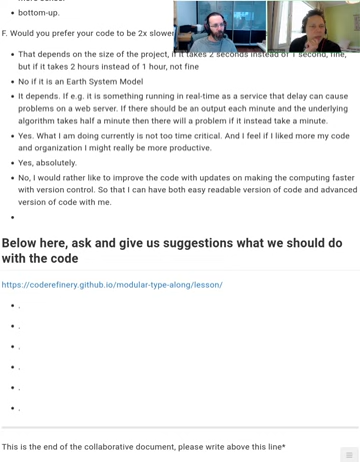 bottom-up.
F. Would you prefer your code to be 2x slower
That depends on the size of the project, if it takes 2 seconds instead of 1 second, fine,
but if it takes 2 hours instead of 1 hour, not fine
No if it is an Earth System Model
It depends. If e.g. it is something running in real-time as a service that delay can cause
problems on a web server. If there should be an output each minute and the underlying
algorithm takes half a minute then there will a problem if it instead take a minute.
Yes. What I am doing currently is not too time critical. And I feel if I liked more my code
and organization I might really be more productive.
Yes, absolutely.
No, I would rather like to improve the code with updates on making the computing faster
with version control. So that I can have both easy readable version of code and advanced
version of code with me.
Below here, ask and give us suggestions what we should do
with the code
https://coderefinery.github.io/modular-type-along/lesson/
.
.
.
.
.
.
This is the end of the collaborative document, please write above this line*